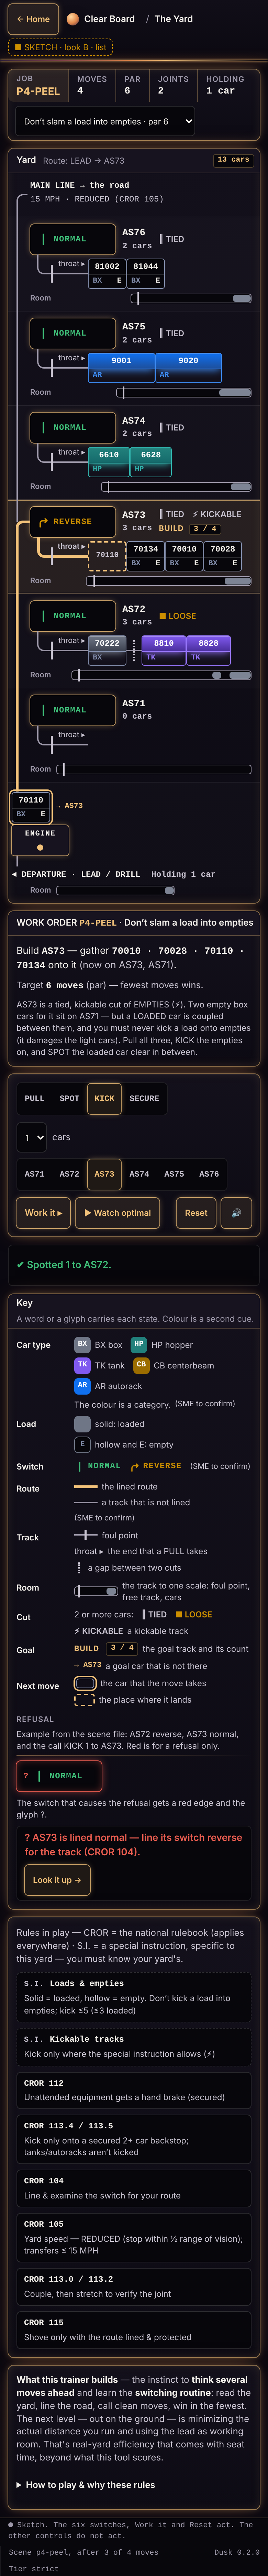 ← Home
Clear Board / The Yard
■ SKETCH · look B · list
JOB
P4-PEEL
MOVES
4
PAR
6
JOINTS
2
HOLDING
1 car
Don't slam a load into empties · par 6
Yard Route: LEAD → AS73
13 cars
MAIN LINE → the road
15 MPH · REDUCED (CROR 105)
NORMAL
AS76
2 cars TIED
throat ▸
81002 81044
BX E BX E
Room
NORMAL
AS75
2 cars TIED
throat ▸
9001 9020
AR AR
Room
NORMAL
AS74
2 cars TIED
throat ▸
6610 6628
HP HP
Room
REVERSE
AS73 TIED ⚡ KICKABLE
3 cars BUILD 3 / 4
throat ▸
70110
70134 70010 70028
BX E BX E BX E
Room
NORMAL
AS72
3 cars ■ LOOSE
throat ▸
70222 8810 8828
BX TK TK
Room
NORMAL
AS71
0 cars
throat ▸
Room
70110
BX E
→ AS73
ENGINE
◄ DEPARTURE · LEAD / DRILL Holding 1 car
Room
WORK ORDER P4-PEEL · Don't slam a load into empties
Build AS73 — gather 70010 · 70028 · 70110 ·
70134 onto it (now on AS73, AS71).
Target 6 moves (par) — fewest moves wins.
AS73 is a tied, kickable cut of EMPTIES (⚡). Two empty box
cars for it sit on AS71 — but a LOADED car is coupled
between them, and you must never kick a load onto empties
(it damages the light cars). Pull all three, KICK the empties
on, and SPOT the loaded car clear in between.
PULL SPOT KICK SECURE
1 cars
AS71 AS72 AS73 AS74 AS75 AS76
Work it ▸
▶ Watch optimal
Reset
🔊
✔ Spotted 1 to AS72.
Key
A word or a glyph carries each state. Colour is a second cue.
Car type
BX BX box HP HP hopper
TK TK tank CB CB centerbeam
AR AR autorack
The colour is a category. (SME to confirm)
Load
solid: loaded
E hollow and E: empty
Switch
NORMAL REVERSE (SME to confirm)
Route
the lined route
a track that is not lined
(SME to confirm)
Track
foul point
throat ▸ the end that a PULL takes
a gap between two cuts
Room
the track to one scale: foul point,
free track, cars
Cut
2 or more cars: TIED ■ LOOSE
⚡ KICKABLE a kickable track
Goal
BUILD 3 / 4 the goal track and its count
→ AS73 a goal car that is not there
Next move
the car that the move takes
the place where it lands
REFUSAL
Example from the scene file: AS72 reverse, AS73 normal,
and the call KICK 1 to AS73. Red is for a refusal only.
? NORMAL
The switch that causes the refusal gets a red edge and the
glyph ?.
? AS73 is lined normal — line its switch reverse
for the track (CROR 104).
Look it up →
Rules in play — CROR = the national rulebook (applies
everywhere) · S.I. = a special instruction, specific to
this yard — you must know your yard's.
S.I. Loads & empties
Solid = loaded, hollow = empty. Don't kick a load into
empties; kick ≤5 (≤3 loaded)
S.I. Kickable tracks
Kick only where the special instruction allows (⚡)
CROR 112
Unattended equipment gets a hand brake (secured)
CROR 113.4 / 113.5
Kick only onto a secured 2+ car backstop;
tanks/autoracks aren't kicked
CROR 104
Line & examine the switch for your route
CROR 105
Yard speed — REDUCED (stop within ½ range of vision);
transfers ≤ 15 MPH
CROR 113.0 / 113.2
Couple, then stretch to verify the joint
CROR 115
Shove only with the route lined & protected
What this trainer builds — the instinct to think several
moves ahead and learn the switching routine: read the
yard, line the road, call clean moves, win in the fewest.
The next level — out on the ground — is minimizing the
actual distance you run and using the lead as working
room. That's real-yard efficiency that comes with seat
time, beyond what this tool scores.
▶ How to play & why these rules
● Sketch. The six switches, Work it and Reset act. The
other controls do not act.
Scene p4-peel, after 3 of 4 moves
Dusk 0.2.0
Tier strict